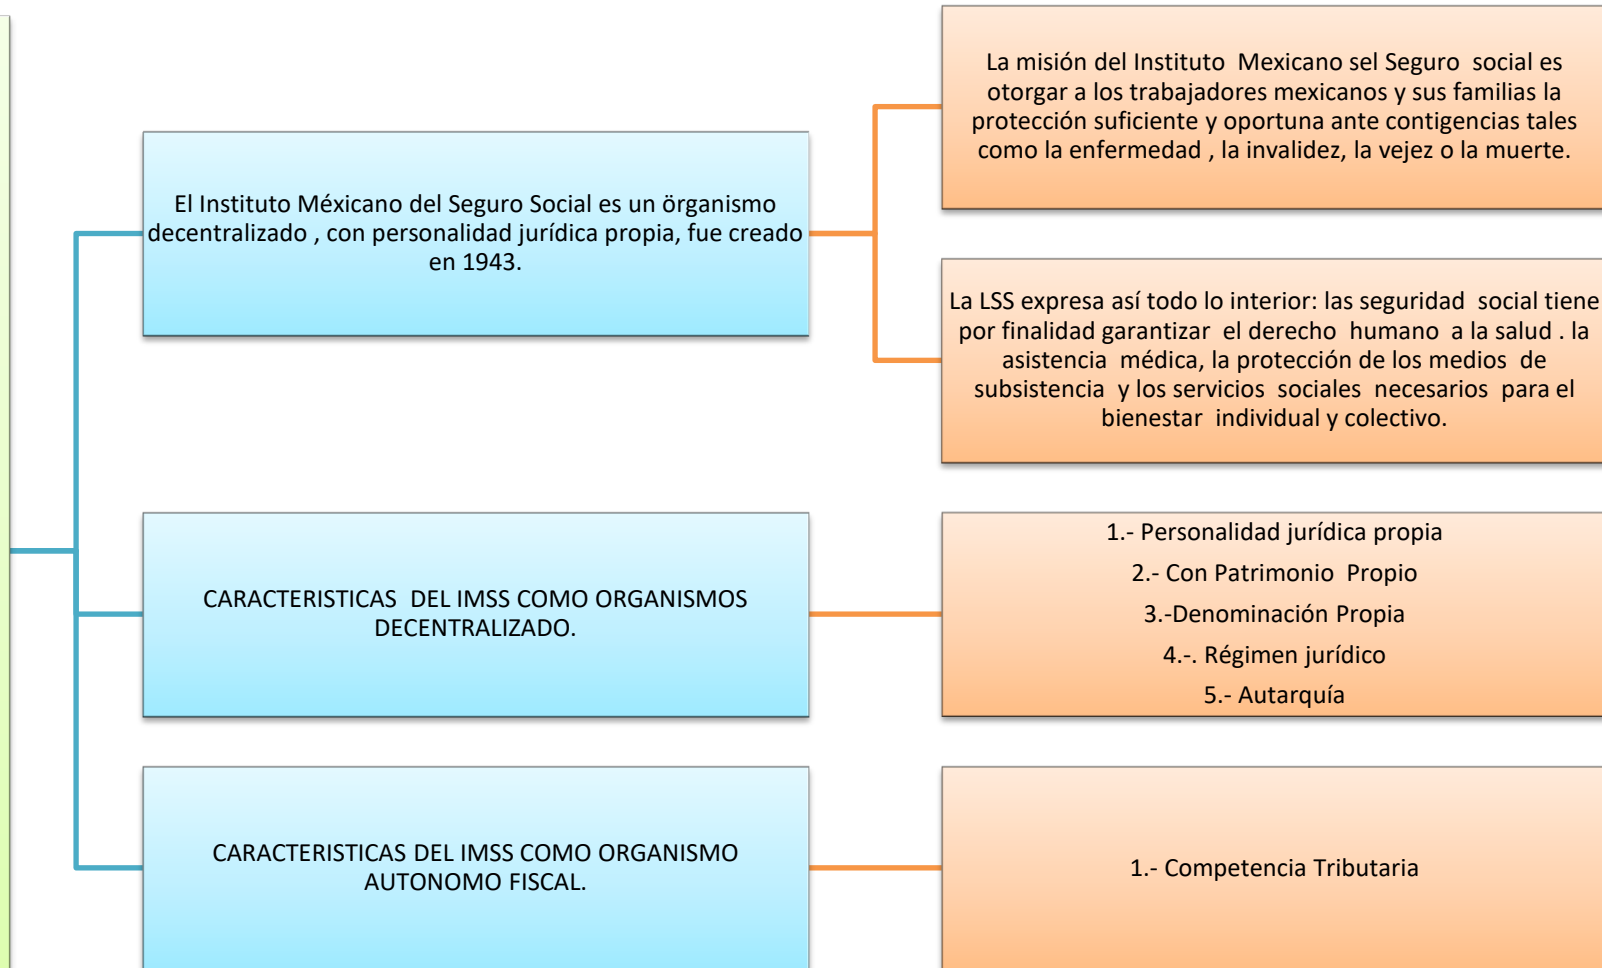 El Instituto Méxicano del Seguro Social es un örganismo
decentralizado , con personalidad jurídica propia, fue creado
en 1943.
La misión del Instituto Mexicano sel Seguro social es
otorgar a los trabajadores mexicanos y sus familias la
protección suficiente y oportuna ante contigencias tales
como la enfermedad , la invalidez, la vejez o la muerte.
La LSS expresa así todo lo interior: las seguridad social tiene
por finalidad garantizar el derecho humano a la salud . la
asistencia médica, la protección de los medios de
subsistencia y los servicios sociales necesarios para el
bienestar individual y colectivo.
CARACTERISTICAS DEL IMSS COMO ORGANISMOS
DECENTRALIZADO.
1.- Personalidad jurídica propia
2.- Con Patrimonio Propio
3.-Denominación Propia
4.-. Régimen jurídico
5.- Autarquía
CARACTERISTICAS DEL IMSS COMO ORGANISMO
AUTONOMO FISCAL.
1.- Competencia Tributaria